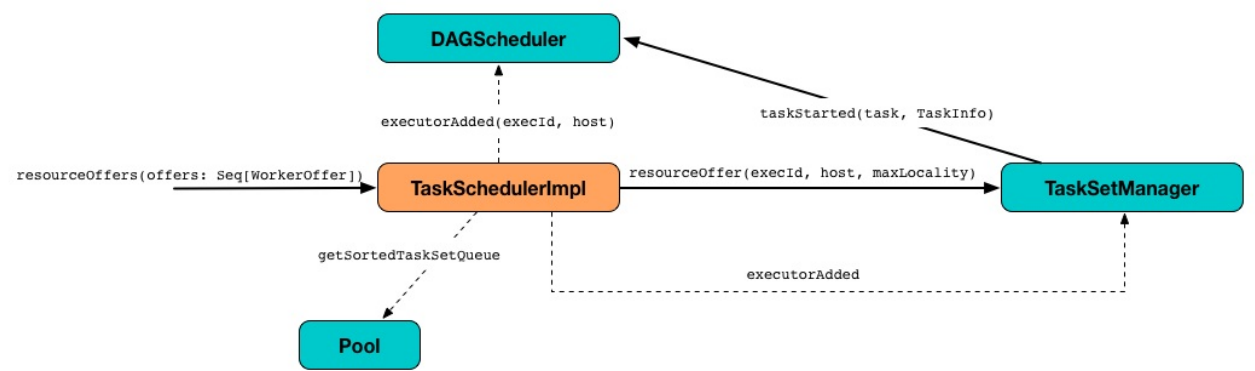 DAGScheduler
taskStarted(task, TaskInfo)
executorAdded(execId, host)
resourceOffers(offers: Seq[WorkerOffer])
TaskSchedulerImpl
resourceOffer(execId, host, maxLocality)
TaskSetManager
getSortedTaskSetQueue
executorAdded
Pool